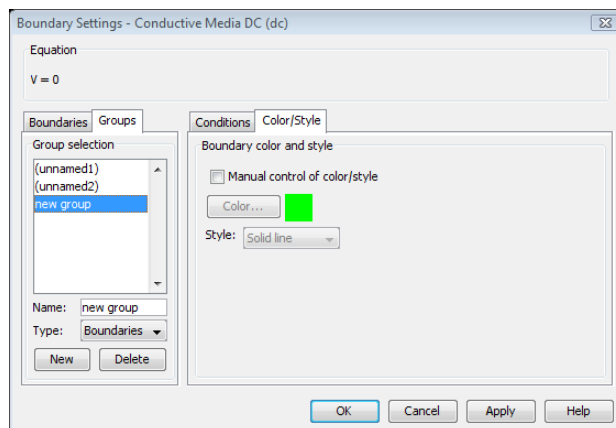 Boundary Settings - Conductive Media DC (dc)
Equation
V = 0
Boundaries Groups
Group selection
(unnamed1)
(unnamed2)
new group
Name: new group
Type: Boundaries
New Delete
Conditions Color/Style
Boundary color and style
Manual control of color/style
Color...
Style: Solid line
OK Cancel Apply Help